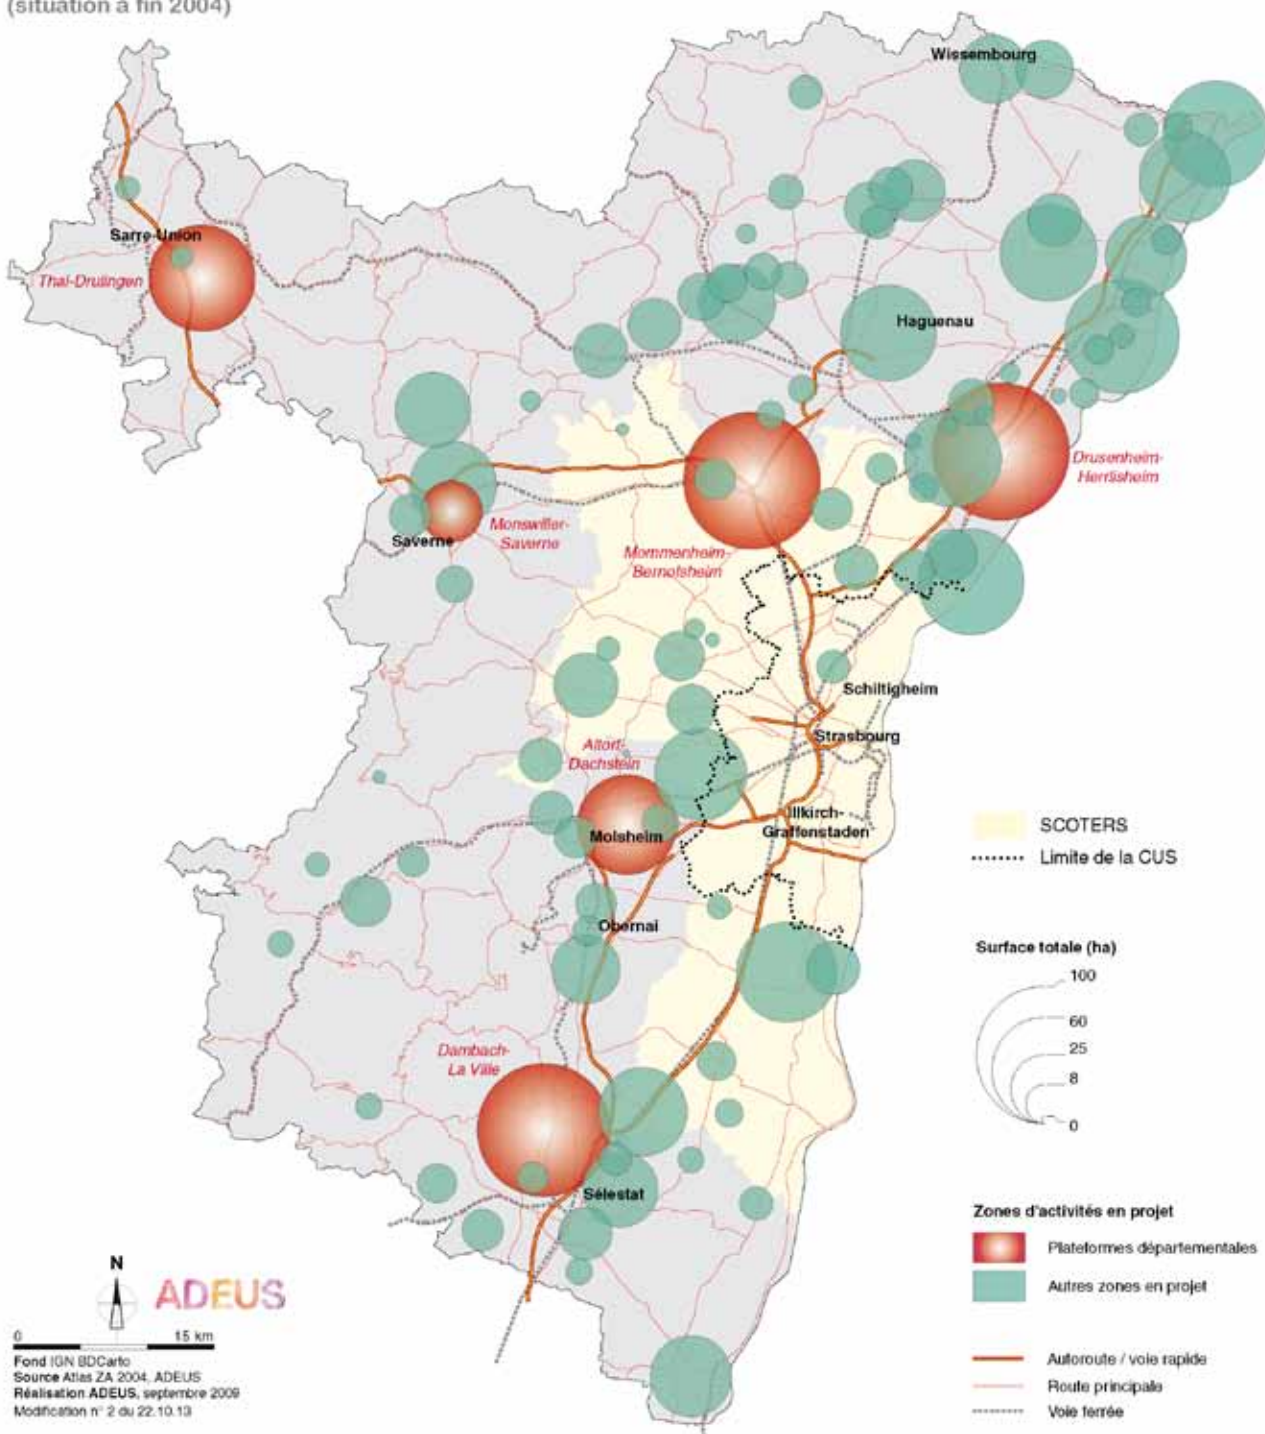 (situation à fin 2004)
Wissembourg
Sarre-Union
Thal-Drulingen
Haguenau
Drusenheim-
Herrlisheim
Monswiller-
Saverne
Saverne
Mommenheim-
Bernolsheim
Schiltigheim
Strasbourg
Altorf-
Dachstein
Molsheim
Illkirch-
Graffenstaden
SCOTERS
Limite de la CUS
Obernai
Surface totale (ha)
100
60
25
8
0
Dambach-
La Ville
Sélestat
Zones d'activités en projet
Plateformes départementales
Autres zones en projet
N
ADEUS
0 15 km
Fond IGN BDCarto
Source Atlas ZA 2004, ADEUS
Réalisation ADEUS, septembre 2009
Modification n° 2 du 22.10.13
Autoroute / voie rapide
Route principale
Voie ferrée